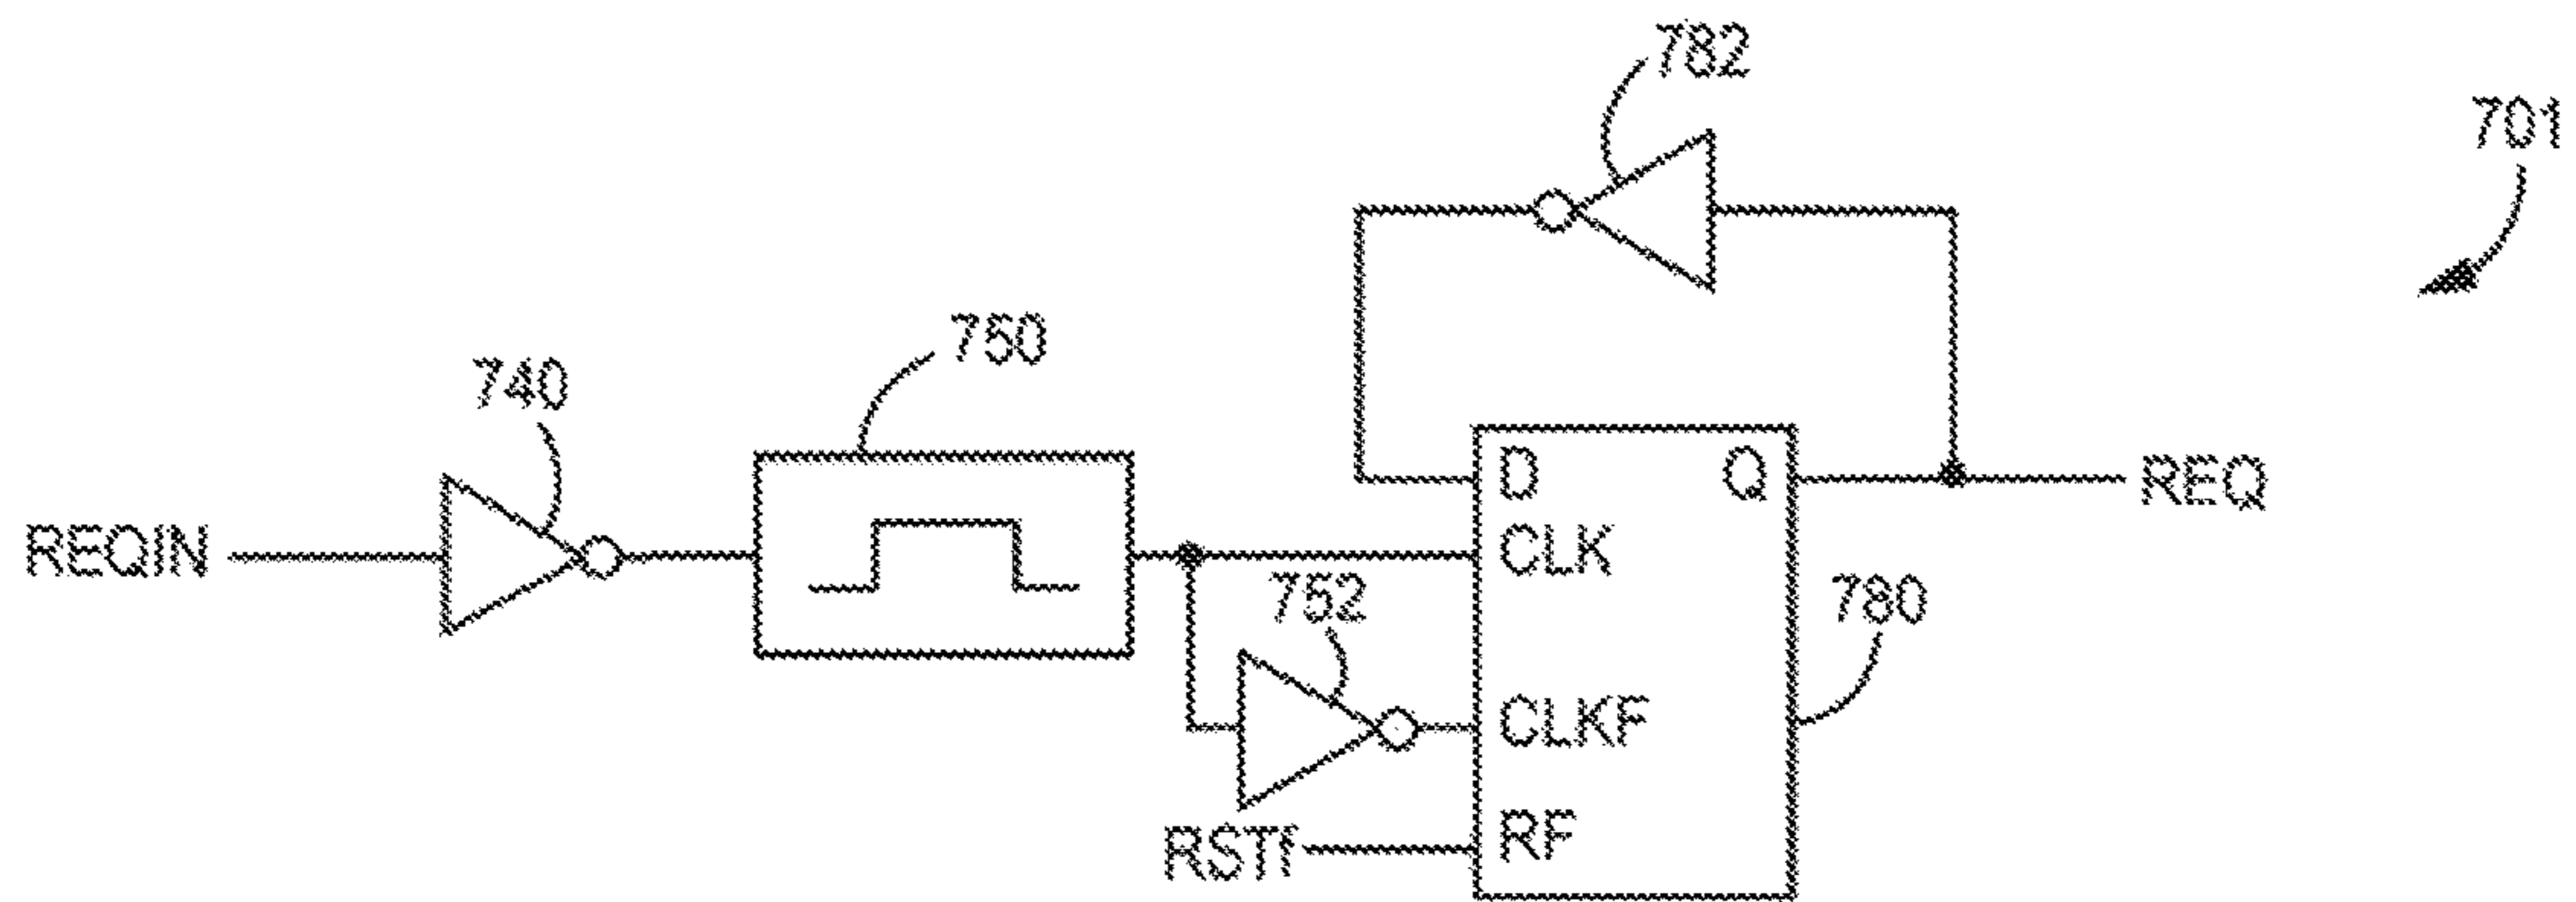 782
701
750
740
D Q
REQ
REQIN
CLK
752
780
CLKF
RSTf
RF